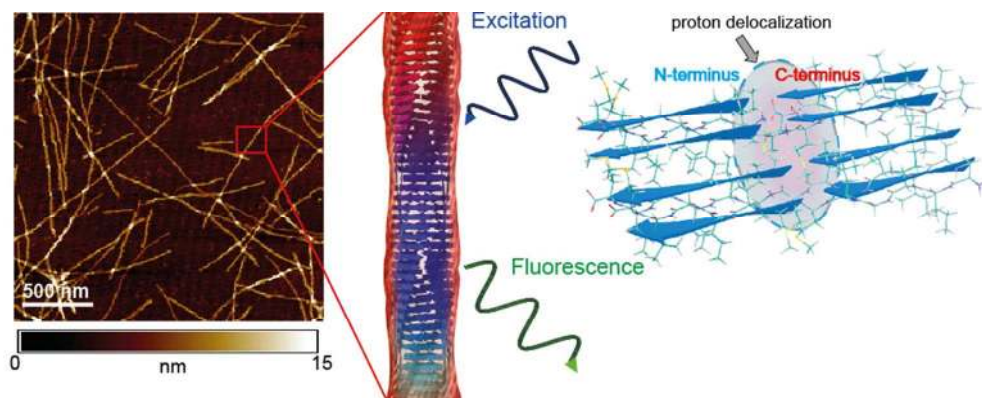 Excitation
proton delocalization
N-terminus C-terminus
Fluorescence
500 nm
0 15
nm